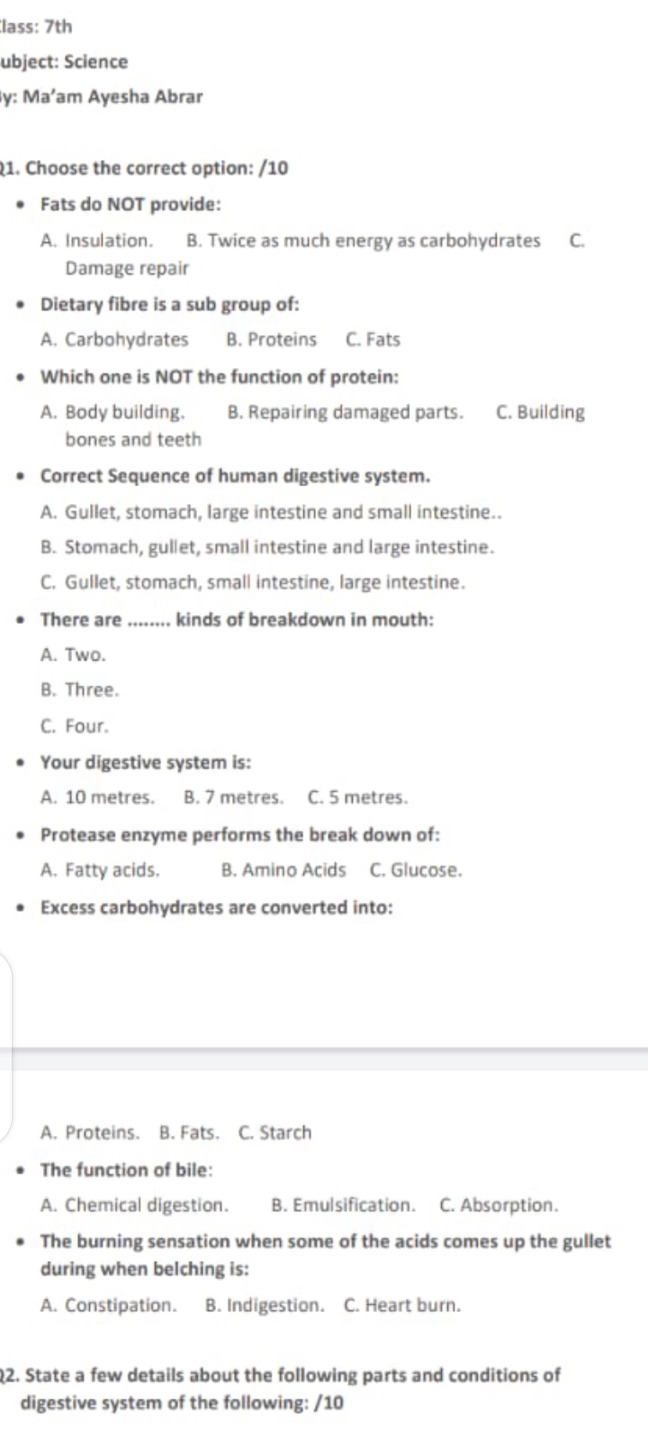 lass: 7th
ubject: Science
y: Ma’am Ayesha Abrar
Q1. Choose the correct option: /10
• Fats do NOT provide:
A. Insulation. B. Twice as much energy as carbohydrates C.
Damage repair
• Dietary fibre is a sub group of:
A. Carbohydrates B. Proteins C. Fats
• Which one is NOT the function of protein:
A. Body building. B. Repairing damaged parts. C. Building
bones and teeth
• Correct Sequence of human digestive system.
A. Gullet, stomach, large intestine and small intestine..
B. Stomach, gullet, small intestine and large intestine.
C. Gullet, stomach, small intestine, large intestine.
• There are ........ kinds of breakdown in mouth:
A. Two.
B. Three.
C. Four.
• Your digestive system is:
A. 10 metres. B. 7 metres. C. 5 metres.
• Protease enzyme performs the break down of:
A. Fatty acids. B. Amino Acids C. Glucose.
• Excess carbohydrates are converted into:
A. Proteins. B. Fats. C. Starch
• The function of bile:
A. Chemical digestion. B. Emulsification. C. Absorption.
• The burning sensation when some of the acids comes up the gullet
during when belching is:
A. Constipation. B. Indigestion. C. Heart burn.
Q2. State a few details about the following parts and conditions of
digestive system of the following: /10